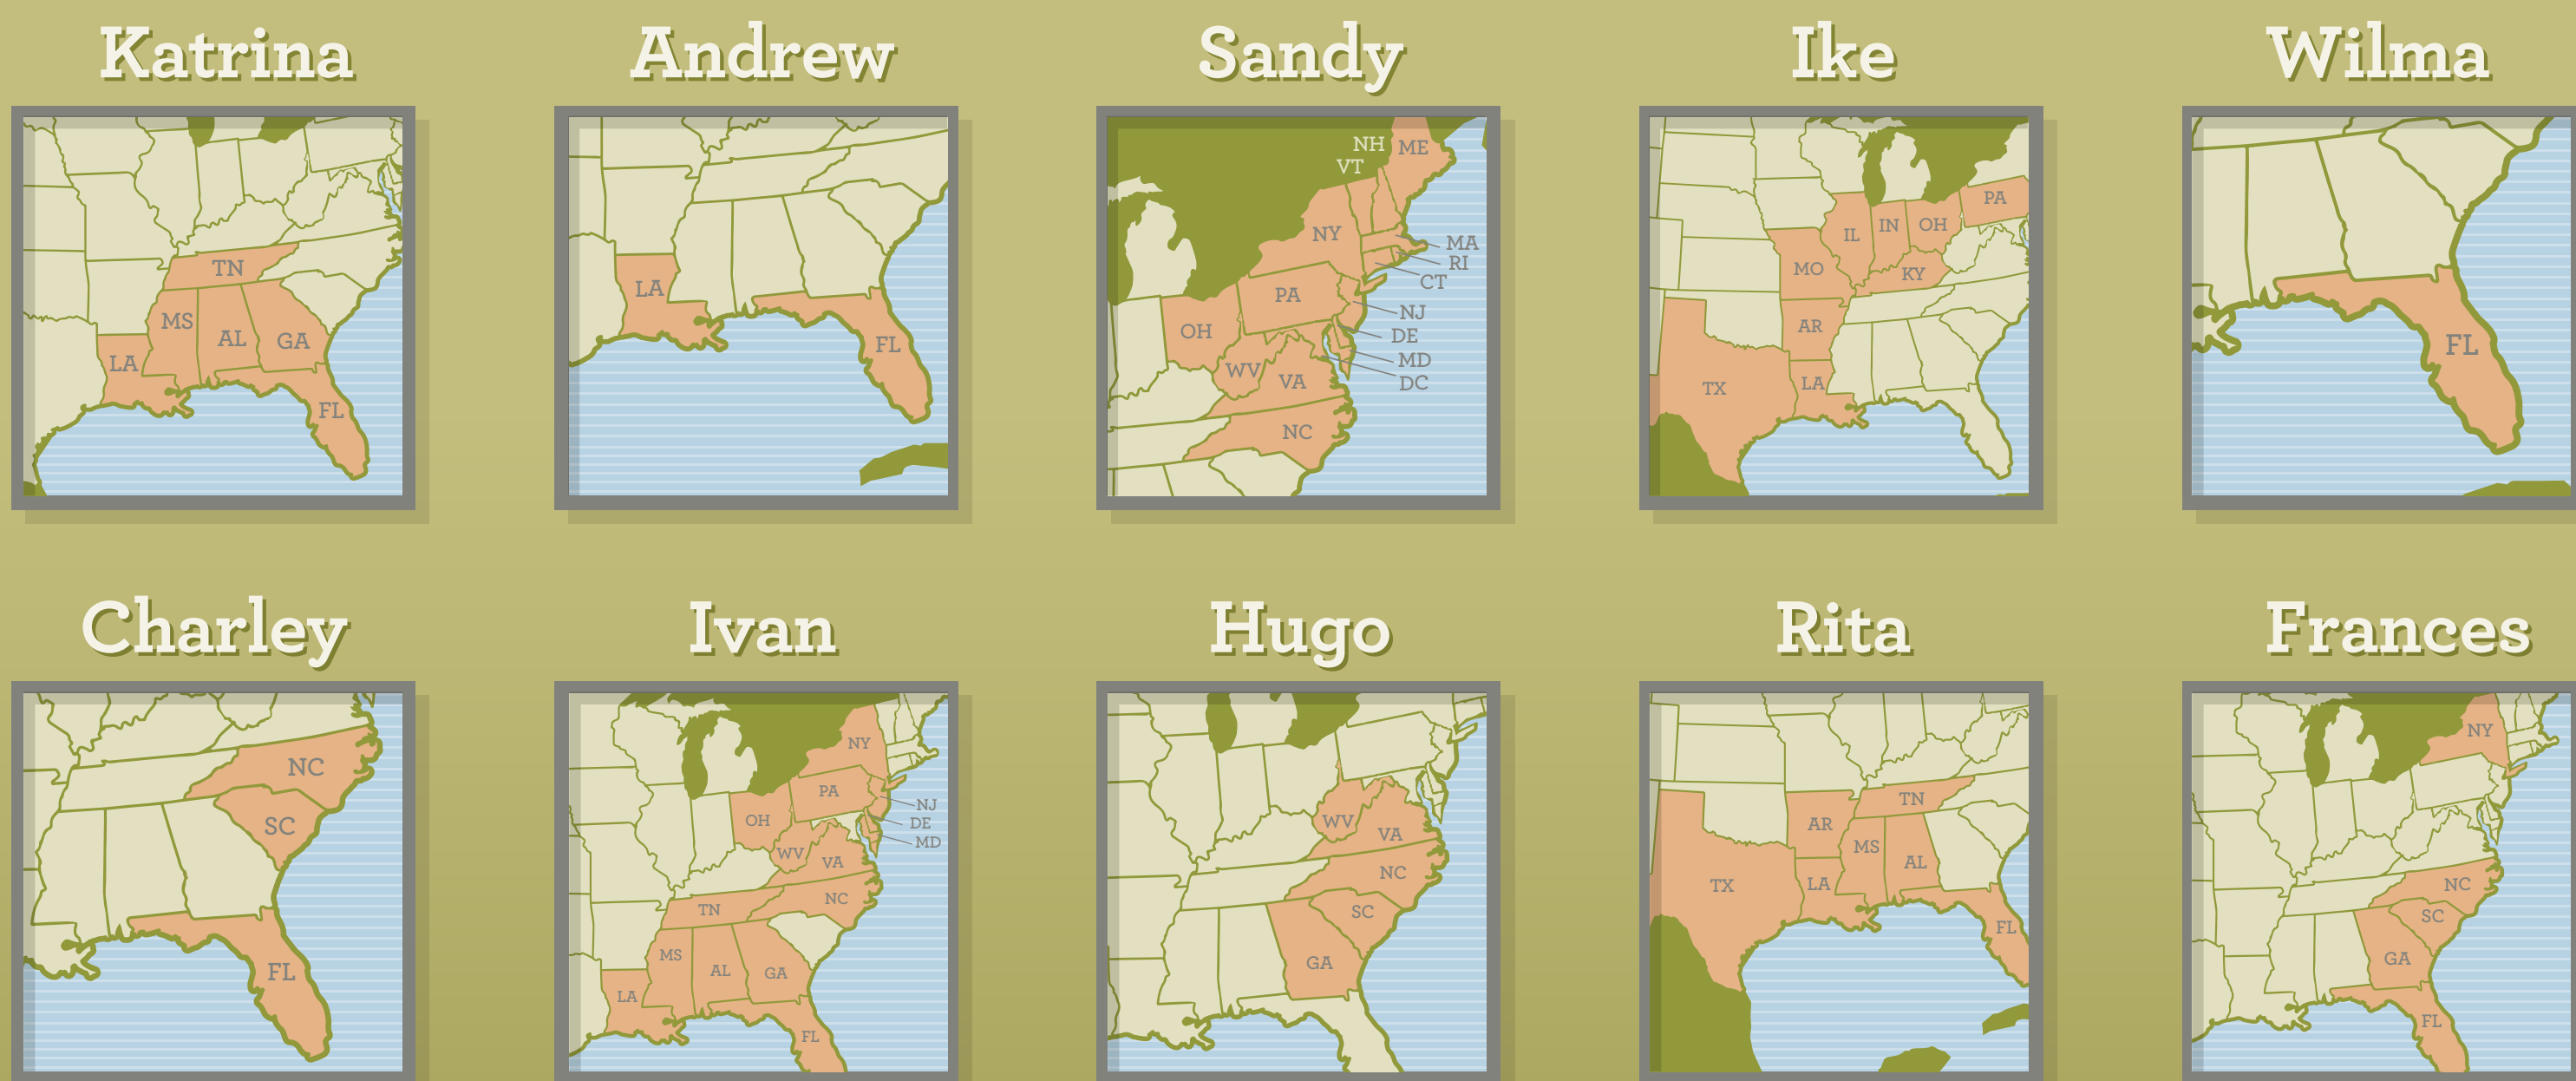 Katrina
TN
MS
AL
GA
LA
FL
Andrew
LA
FL
Sandy
NH
ME
VT
NY
MA
RI
CT
PA
NJ
OH
DE
MD
WV
VA
DC
NC
Ike
PA
IL
IN
OH
MO
KY
AR
TX
LA
Wilma
FL
Charley
NC
SC
FL
Ivan
NY
PA
NJ
OH
DE
MD
WV
VA
NC
TN
MS
AL
GA
LA
FL
Hugo
WV
VA
NC
SC
GA
Rita
TN
AR
MS
AL
TX
LA
FL
Frances
NY
NC
SC
GA
FL